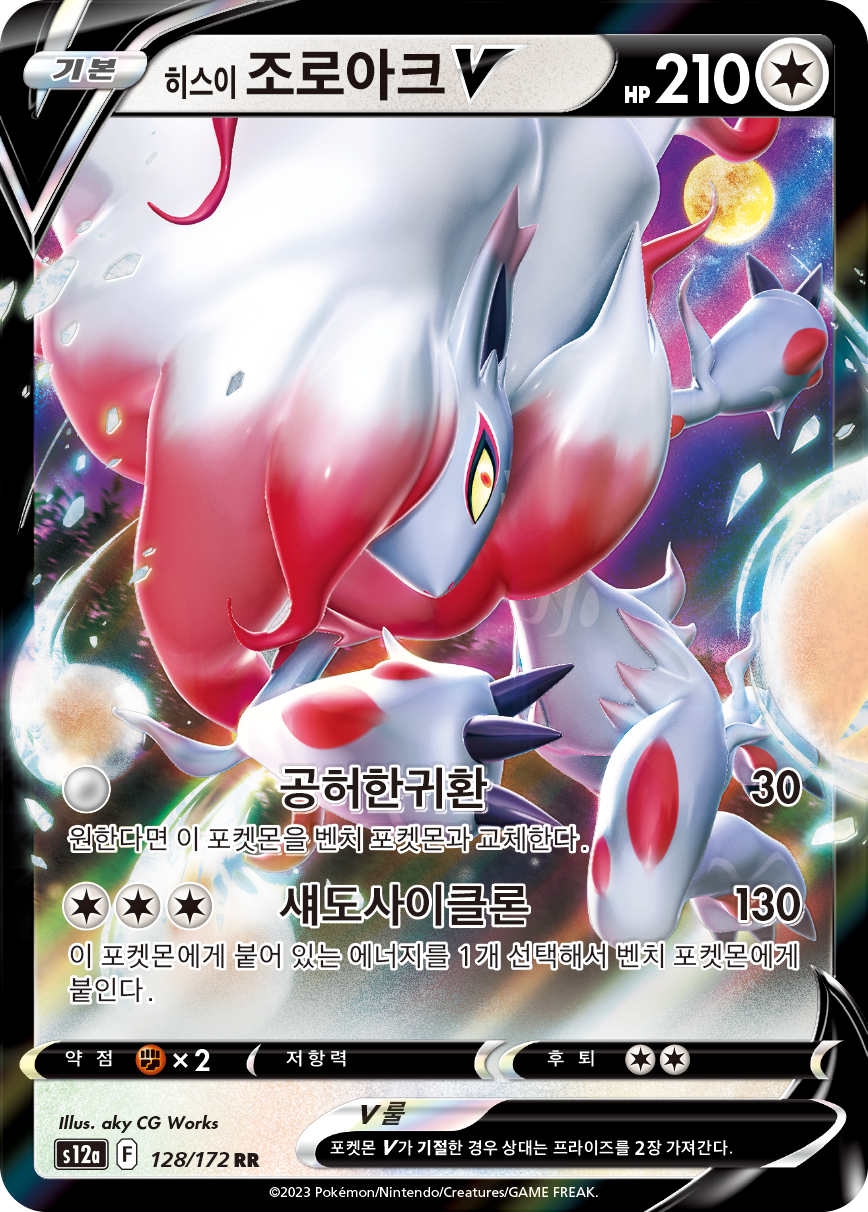 기본
히스이 조로아크 V
HP 210
공허한귀환 30
원한다면 이 포켓몬을 벤치 포켓몬과 교체한다.
섀도사이클론 130
이 포켓몬에게 붙어 있는 에너지를 1개 선택해서 벤치 포켓몬에게
붙인다.
약점 ×2 저항력 후퇴
Illus. aky CG Works
V룰
s12a F 128/172 RR
포켓몬 V가 기절한 경우 상대는 프라이즈를 2장 가져간다.
©2023 Pokémon/Nintendo/Creatures/GAME FREAK.